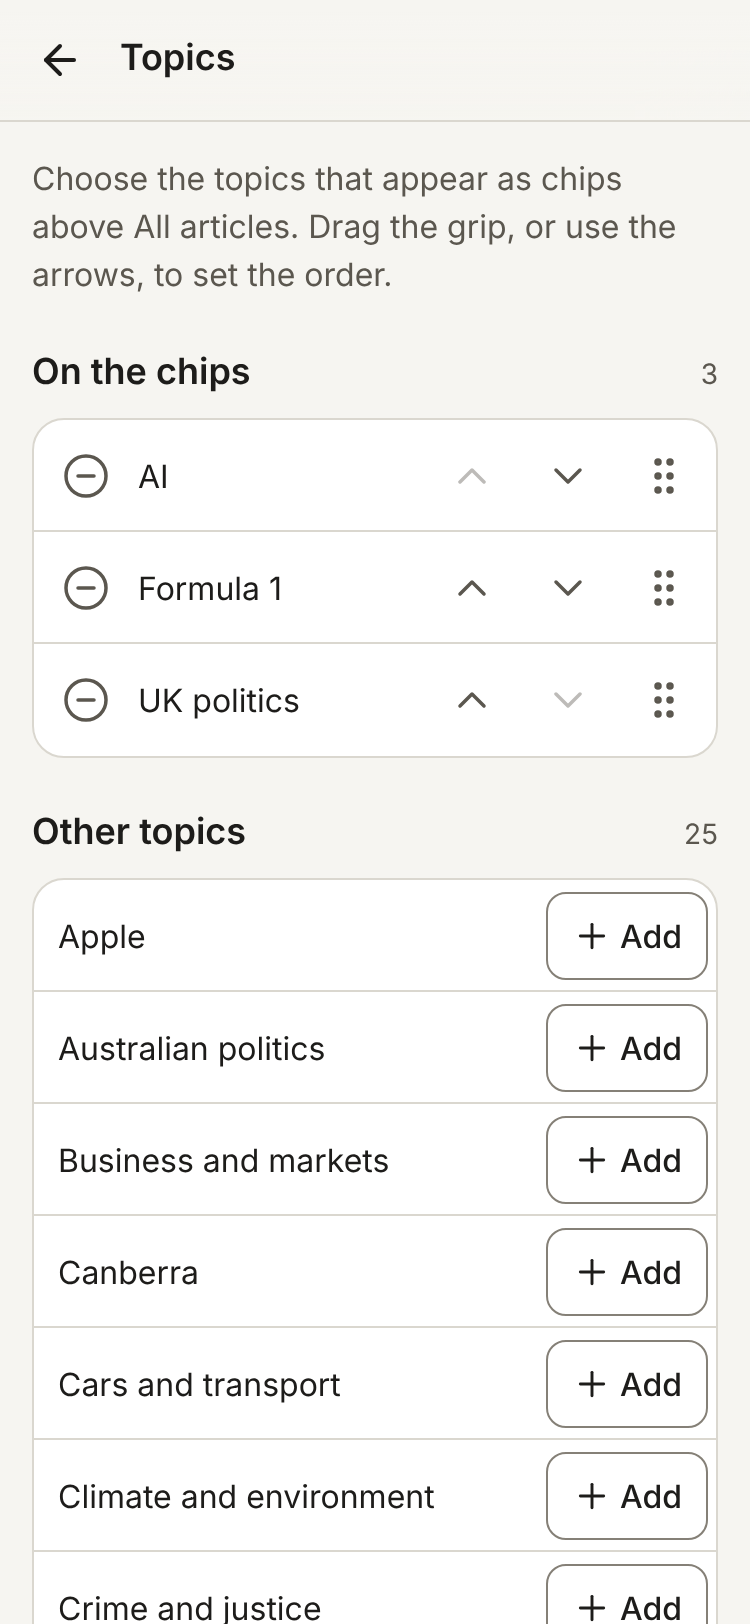 Topics
Choose the topics that appear as chips
above All articles. Drag the grip, or use the
arrows, to set the order.
On the chips 3
AI
Formula 1
UK politics
Other topics 25
Apple + Add
Australian politics + Add
Business and markets + Add
Canberra + Add
Cars and transport + Add
Climate and environment + Add
Crime and justice + Add